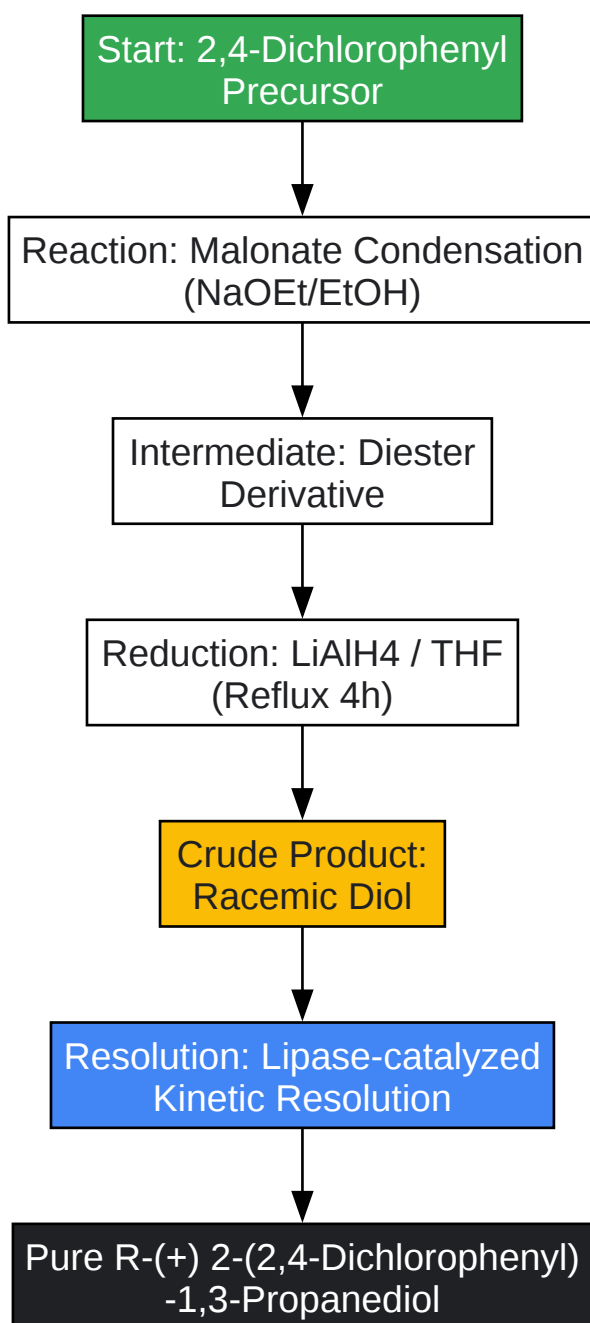 Start: 2,4-Dichlorophenyl
Precursor
Reaction: Malonate Condensation
(NaOEt/EtOH)
Intermediate: Diester
Derivative
Reduction: LiAlH4 / THF
(Reflux 4h)
Crude Product:
Racemic Diol
Resolution: Lipase-catalyzed
Kinetic Resolution
Pure R-(+) 2-(2,4-Dichlorophenyl)
-1,3-Propanediol